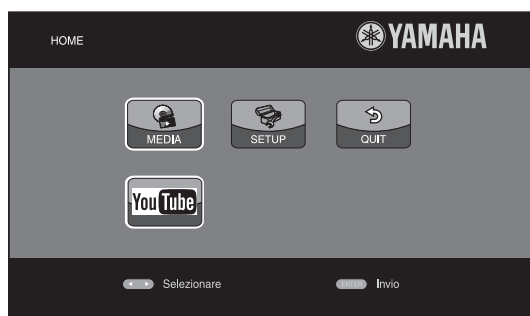 HOME
YAMAHA
MEDIA
SETUP
QUIT
YouTube
Selezionare
ENTER Invio